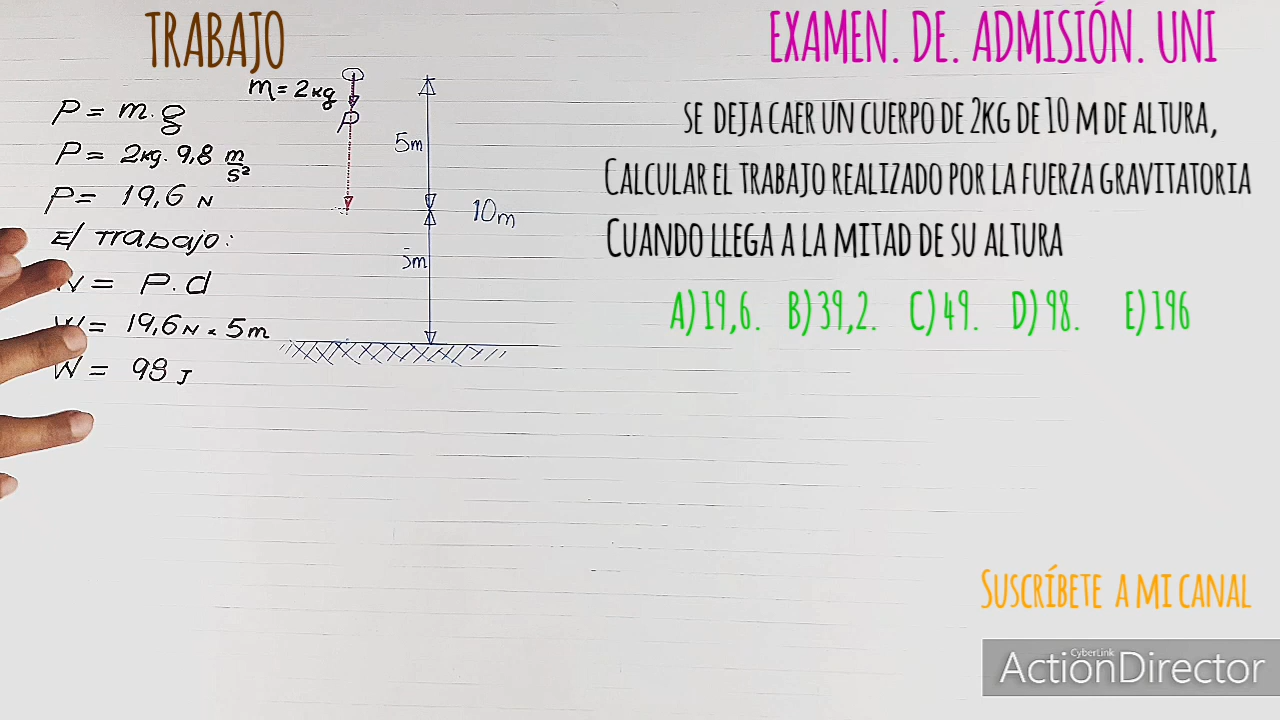 TRABAJO
EXAMEN. DE. ADMISIÓN. UNI
SE DEJA CAER UN CUERPO DE 2KG DE 10 M DE ALTURA,
CALCULAR EL TRABAJO REALIZADO POR LA FUERZA GRAVITATORIA
CUANDO LLEGA A LA MITAD DE SU ALTURA
A) 19,6. B) 39,2. C) 49. D) 98. E) 196
m = 2 kg
P
5m
10m
5m
P = m.g
P = 2kg. 9,8 m/s²
P = 19,6 N
El trabajo:
W = P.d
W = 19,6 N × 5m
W = 98 J
SUSCRÍBETE A MI CANAL
CyberLink
ActionDirector